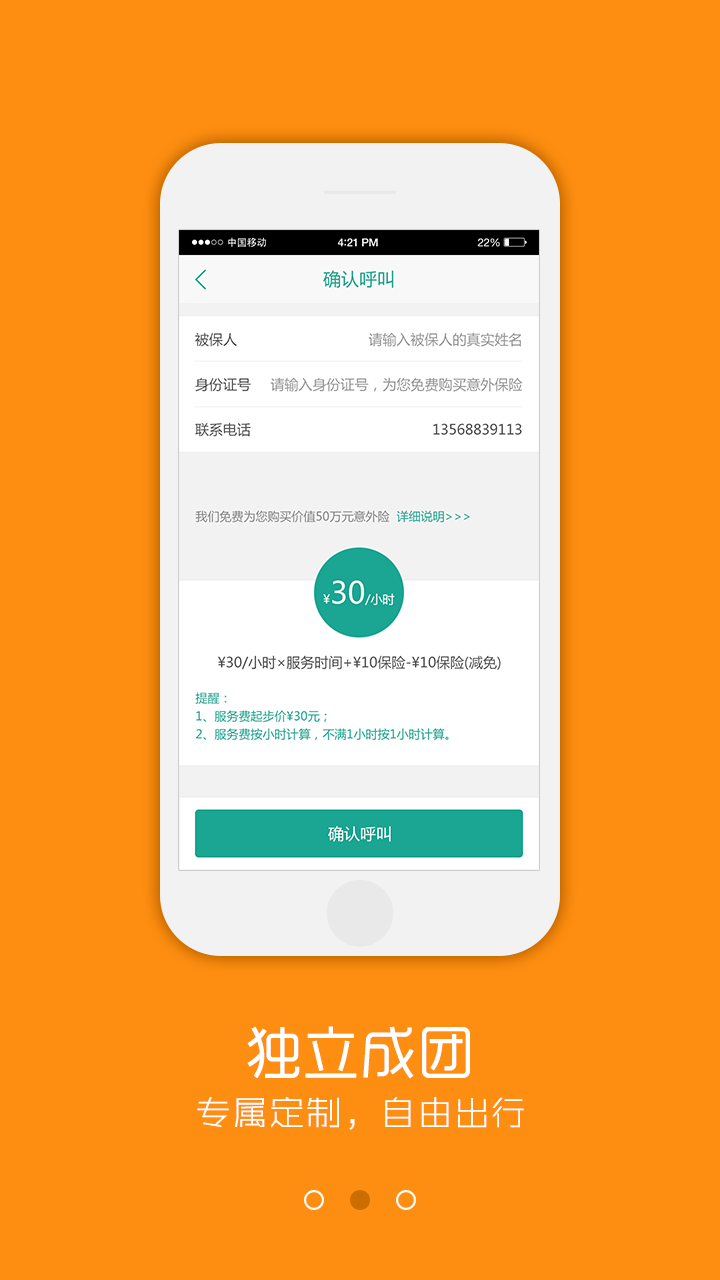 中国移动 4:21 PM 22%
确认呼叫
被保人 请输入被保人的真实姓名
身份证号 请输入身份证号，为您免费购买意外保险
联系电话 13568839113
我们免费为您购买价值50万元意外险 详细说明>>>
¥30/小时
¥30/小时×服务时间+¥10保险-¥10保险(减免)
提醒：
1、服务费起步价¥30元；
2、服务费按小时计算，不满1小时按1小时计算。
确认呼叫
独立成团
专属定制，自由出行